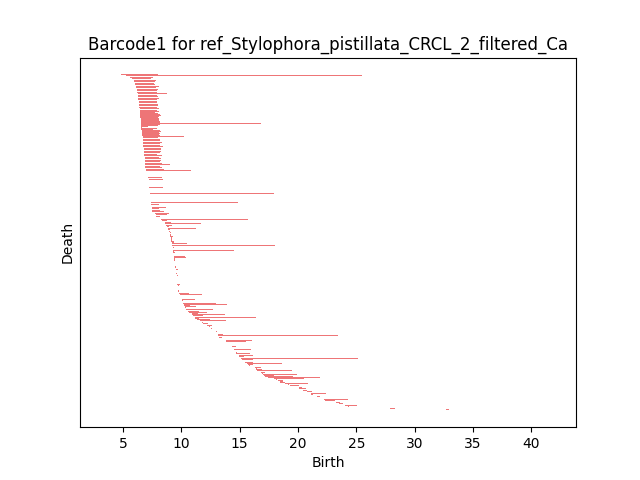 Barcode1 for ref_Stylophora_pistillata_CRCL_2_filtered_Ca
Death
5 10 15 20 25 30 35 40
Birth